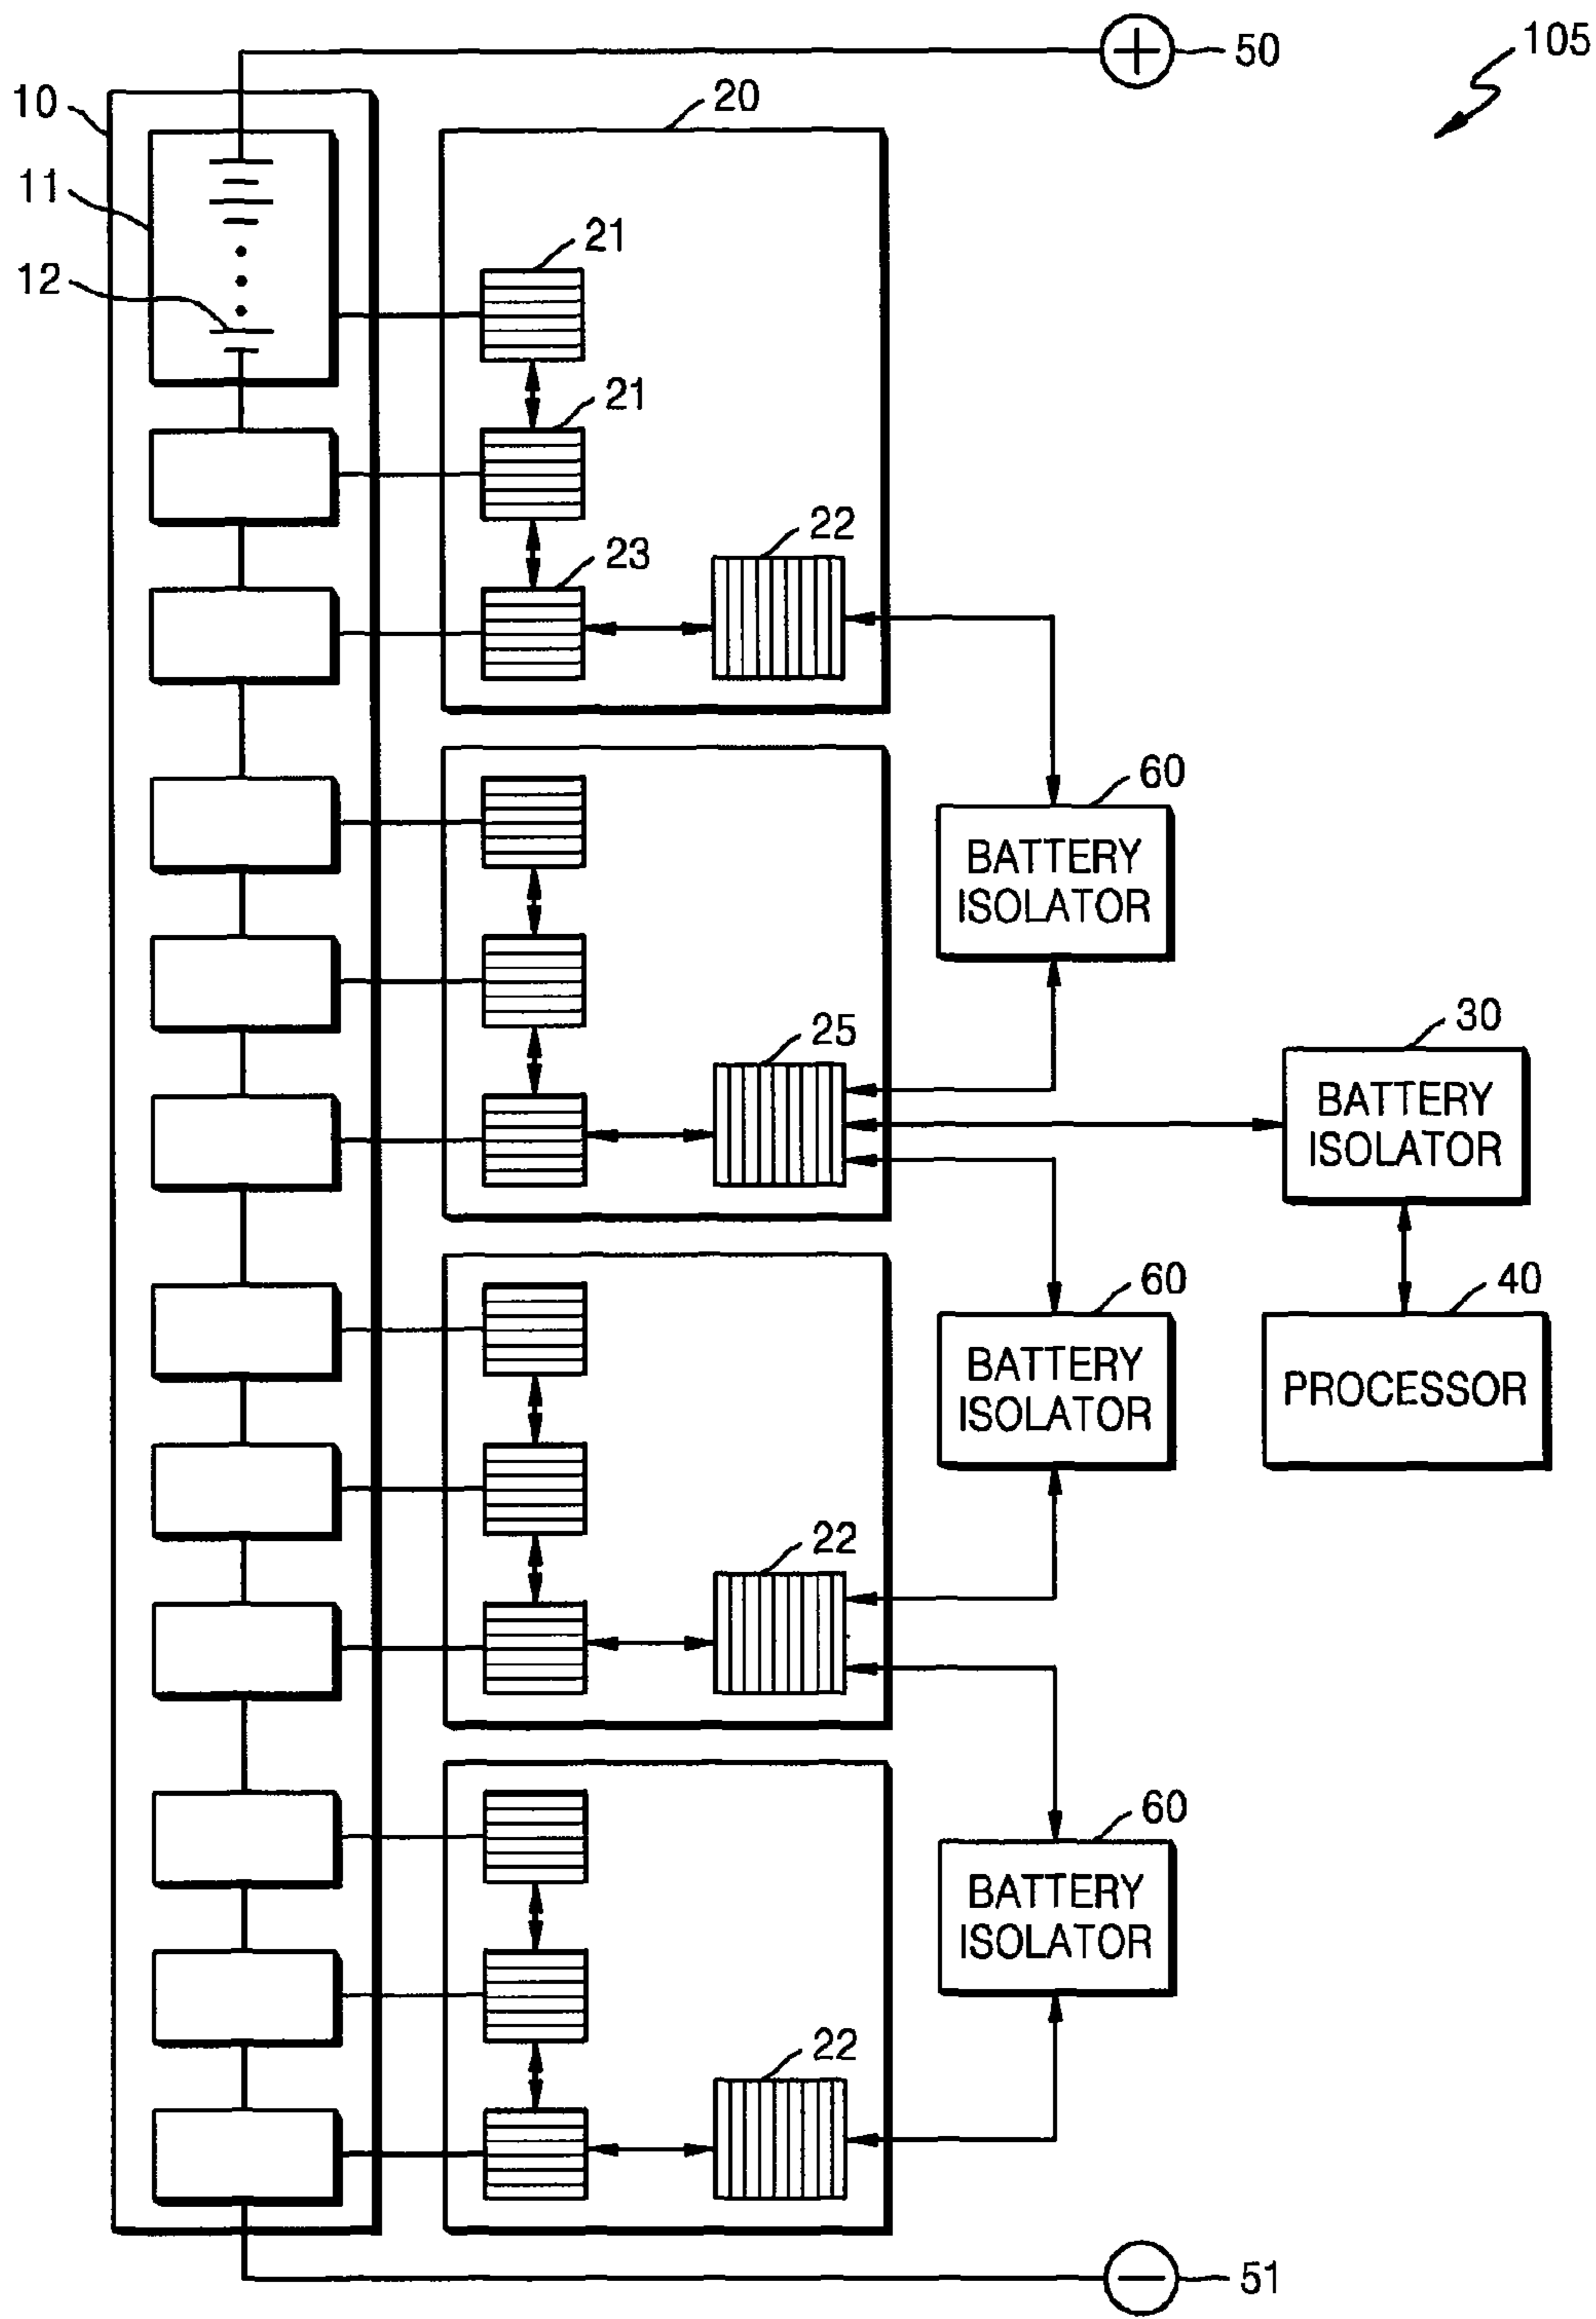 50
105
10
20
11
21
12
21
22
23
60
BATTERY
ISOLATOR
25
30
BATTERY
ISOLATOR
60
40
BATTERY
ISOLATOR
PROCESSOR
22
60
BATTERY
ISOLATOR
22
51